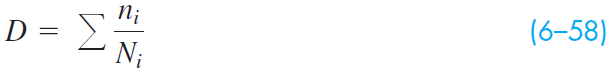 D = ∑ nᵢ/Nᵢ (6–58)